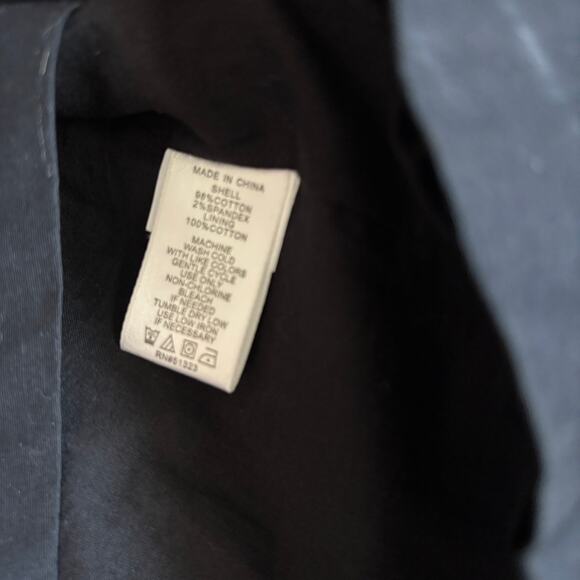 MADE IN CHINA
SHELL
98%COTTON
2%SPANDEX
LINING
100%COTTON
MACHINE
WASH COLD
WITH LIKE COLORS
GENTLE CYCLE
USE ONLY
NON-CHLORINE
BLEACH
IF NEEDED
TUMBLE DRY LOW
USE LOW IRON
IF NECESSARY
RN#51323